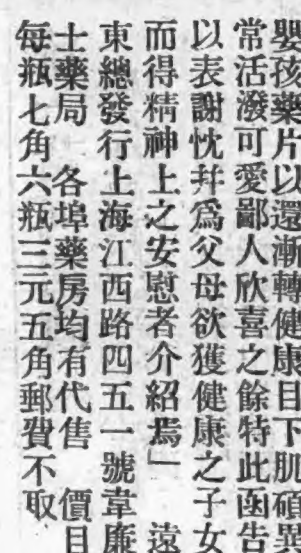 嬰孩藥片以還漸轉健康目下肌碩異
常活潑可愛鄙人欣喜之餘特此函告
以表謝忱幷爲父母欲獲健康之子女
而得精神上之安慰者介紹焉」　遠
東總發行上海江西路四五一號韋廉
士藥局　各埠藥房均有代售　價目
每瓶七角六瓶三元五角郵費不取